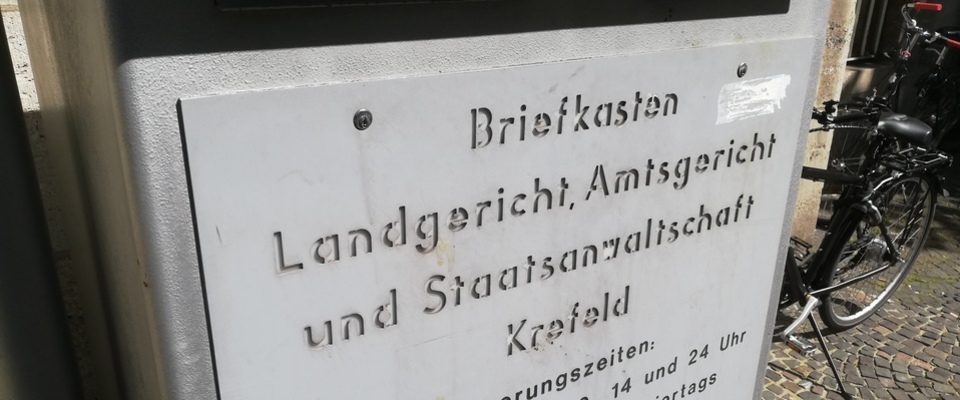 Briefkasten
Landgericht, Amtsgericht
und Staatsanwaltschaft
Krefeld
14 und 24 Uhr